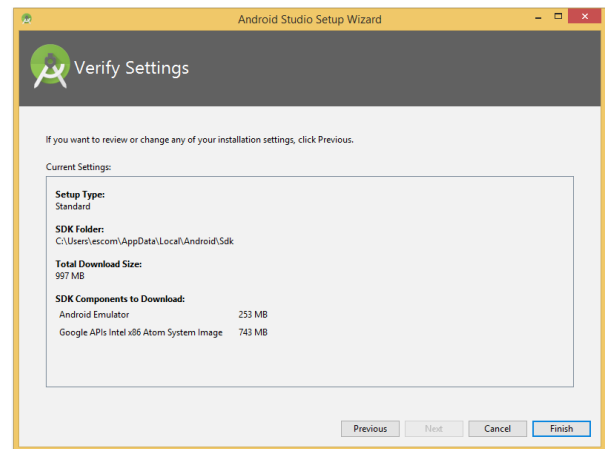 Android Studio Setup Wizard
Verify Settings
If you want to review or change any of your installation settings, click Previous.
Current Settings:
Setup Type:
Standard
SDK Folder:
C:\Users\escom\AppData\Local\Android\Sdk
Total Download Size:
997 MB
SDK Components to Download:
Android Emulator 253 MB
Google APIs Intel x86 Atom System Image 743 MB
Previous Next Cancel Finish